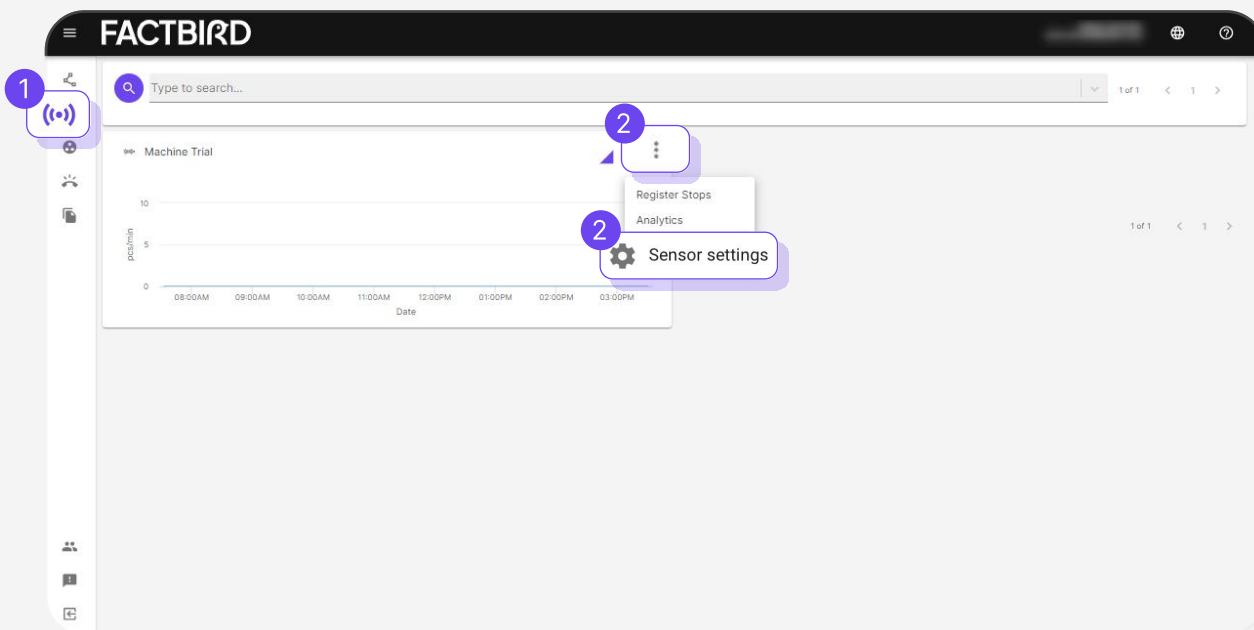 FACTBIRD
1
Type to search...
1 of 1
1
2
Machine Trial
Register Stops
Analytics
2
Sensor settings
10
5
0
pcs/min
08:00AM 09:00AM 10:00AM 11:00AM 12:00PM 01:00PM 02:00PM 03:00PM
Date
1 of 1
1